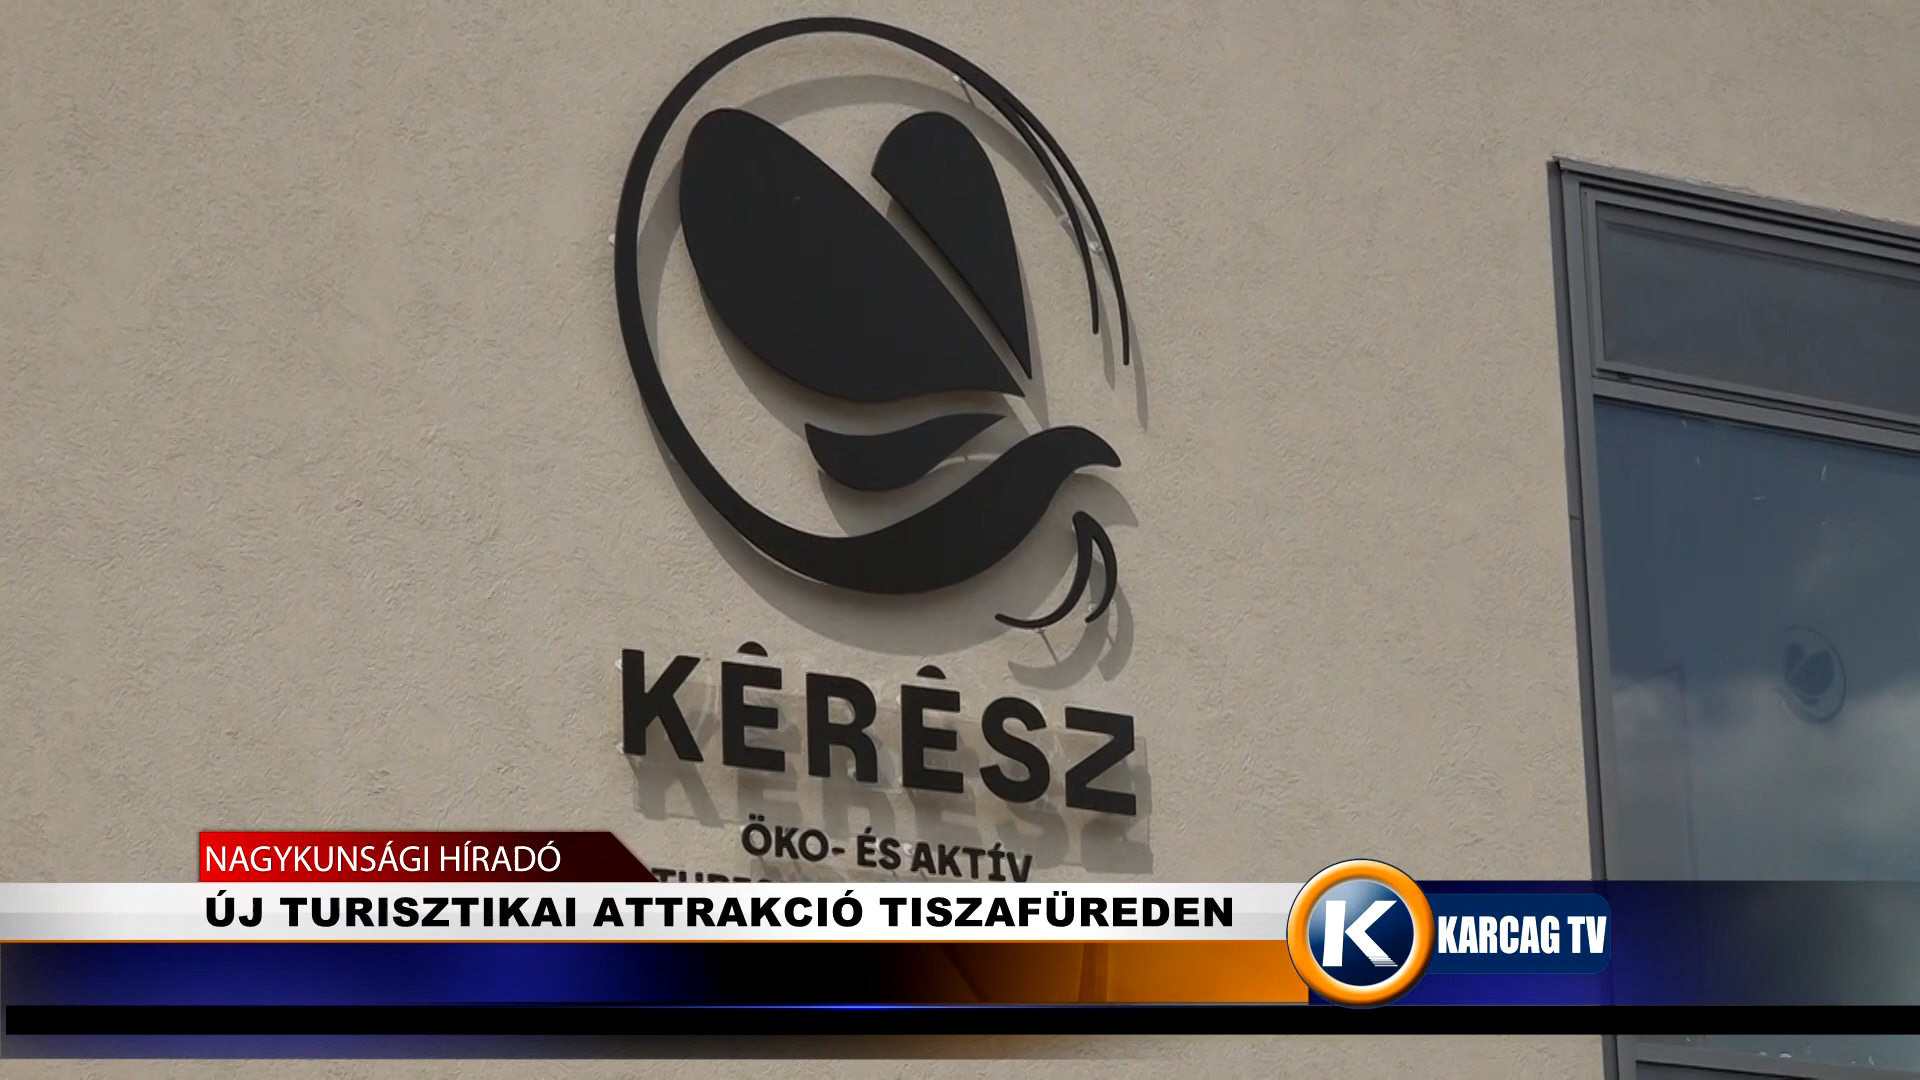 KÉRÉSZ
ÖKO- ÉS AKTÍV
NAGYKUNSÁGI HÍRADÓ
ÚJ TURISZTIKAI ATTRAKCIÓ TISZAFÜREDEN
K KARCAG TV